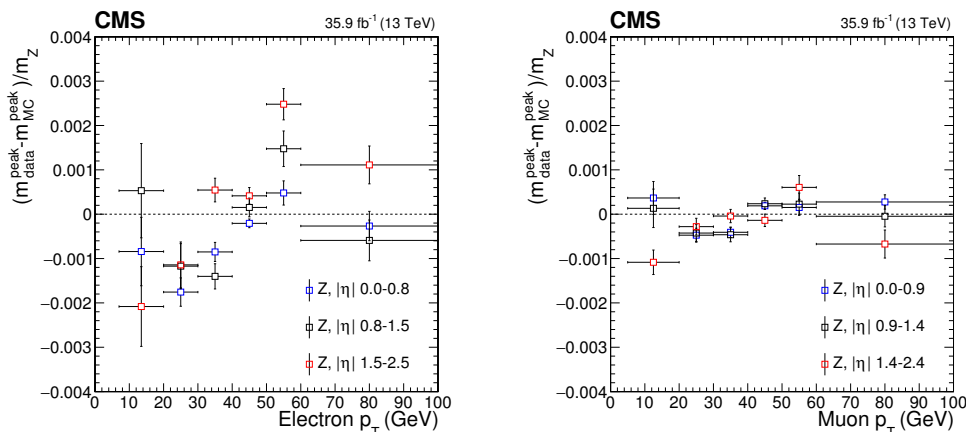 CMS 35.9 fb⁻¹ (13 TeV)
(m^peak_data - m^peak_MC)/m_Z
0.004
0.003
0.002
0.001
0
−0.001
−0.002
−0.003
−0.004
Z, |η| 0.0-0.8
Z, |η| 0.8-1.5
Z, |η| 1.5-2.5
0 10 20 30 40 50 60 70 80 90 100
Electron p_T (GeV)
CMS 35.9 fb⁻¹ (13 TeV)
(m^peak_data - m^peak_MC)/m_Z
0.004
0.003
0.002
0.001
0
−0.001
−0.002
−0.003
−0.004
Z, |η| 0.0-0.9
Z, |η| 0.9-1.4
Z, |η| 1.4-2.4
0 10 20 30 40 50 60 70 80 90 100
Muon p_T (GeV)